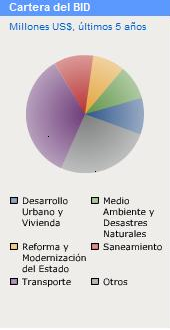 Cartera del BID
Millones US$, últimos 5 años
Desarrollo
Urbano y
Vivienda
Medio
Ambiente y
Desastres
Naturales
Reforma y
Modernización
del Estado
Saneamiento
Transporte
Otros